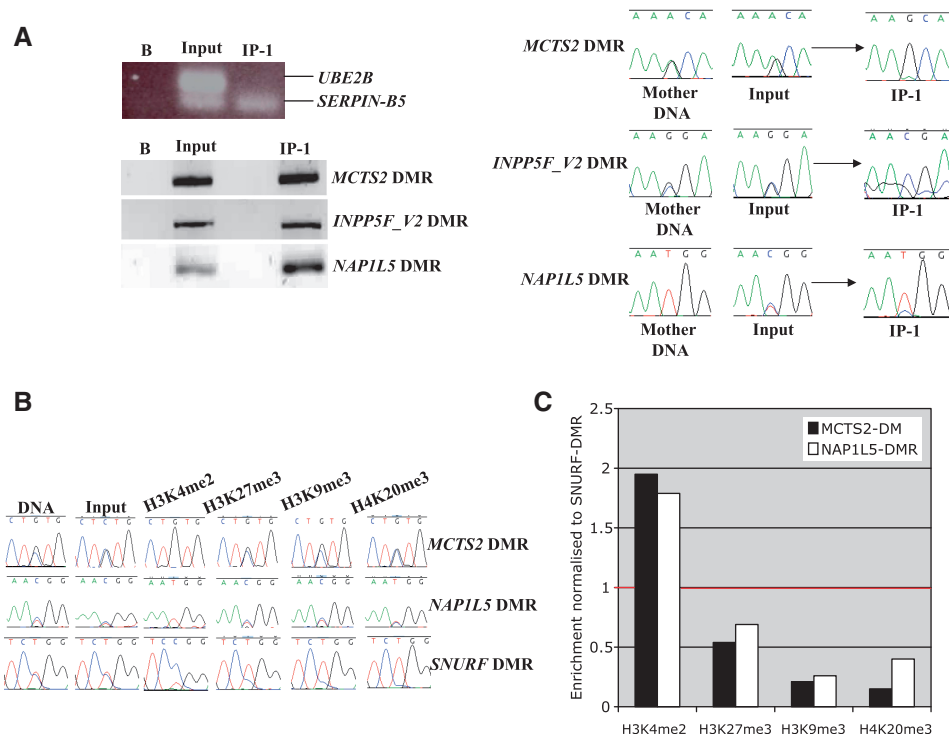 A
B Input IP-1
UBE2B
SERPIN-B5
B Input IP-1
MCTS2 DMR
INPP5F_V2 DMR
NAP1L5 DMR
A A A C A
A A A C A
A A G C A
MCTS2 DMR
Mother DNA
Input
IP-1
A A G G A
A A G G A
A A C G A
INPP5F_V2 DMR
Mother DNA
Input
IP-1
A A T G G
A A C G G
A A T G G
NAP1L5 DMR
Mother DNA
Input
IP-1
B
DNA Input H3K4me2 H3K27me3 H3K9me3 H4K20me3
C T G T G
C T C T G
C T G T G
C T G T G
C T G T G
C T G T G
MCTS2 DMR
A A C G G
A A C G G
A A T G G
A A C G G
A A C G G
A A T G G
NAP1L5 DMR
T C T G G
T C T G G
T C C G G
T C T G G
T C T G G
T C T G G
SNURF DMR
C
Enrichment normalised to SNURF-DMR
2.5
2
1.5
1
0.5
0
MCTS2-DM
NAP1L5-DMR
H3K4me2 H3K27me3 H3K9me3 H4K20me3